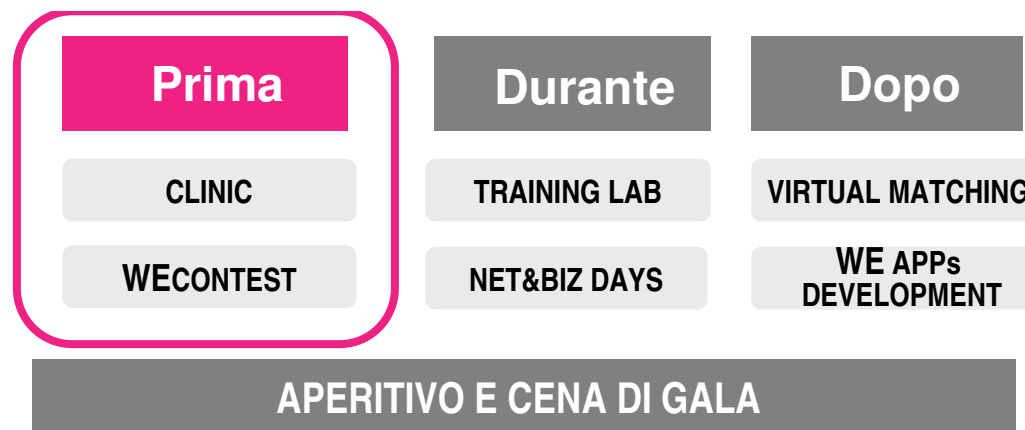 Prima
Durante
Dopo
CLINIC
TRAINING LAB
VIRTUAL MATCHING
WECONTEST
NET&BIZ DAYS
WE APPs
DEVELOPMENT
APERITIVO E CENA DI GALA